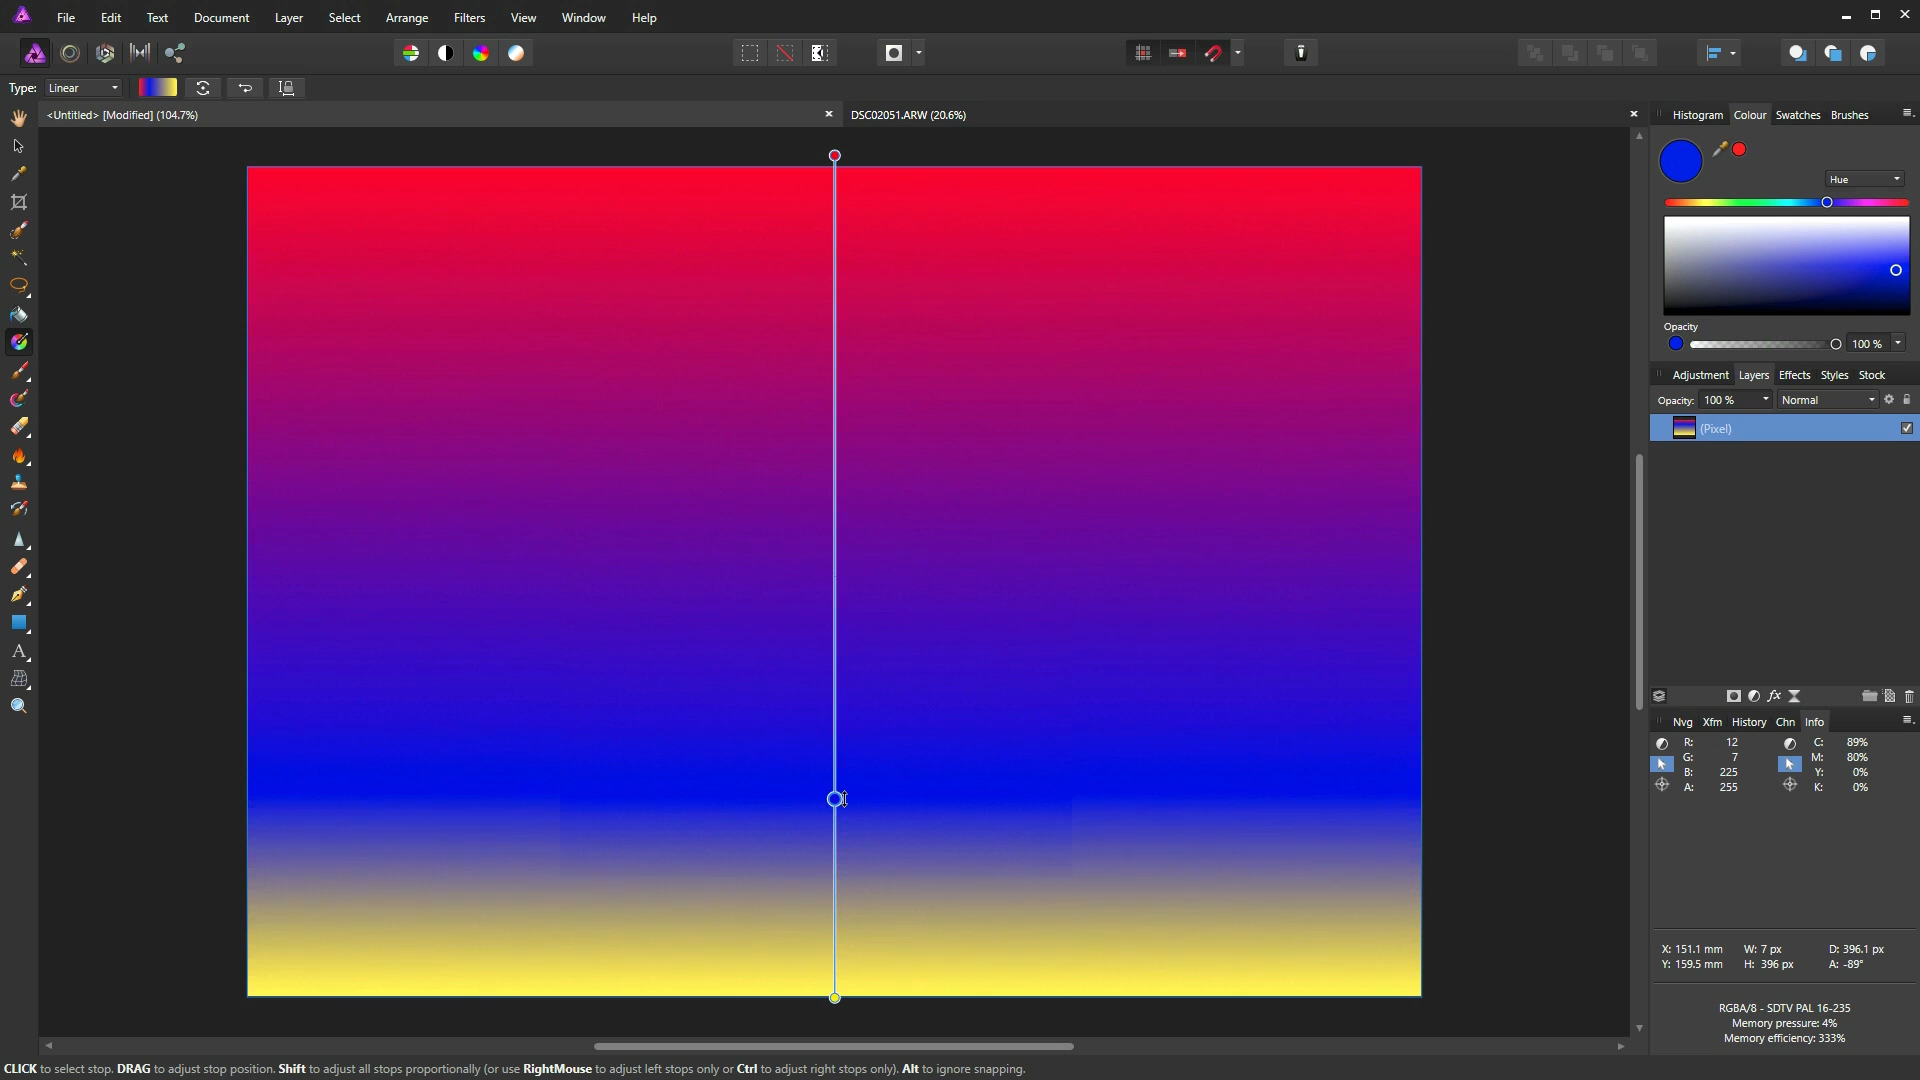 File Edit Text Document Layer Select Arrange Filters View Window Help
Type: Linear
<Untitled> [Modified] (104.7%)
DSC02051.ARW (20.6%)
Histogram Colour Swatches Brushes
Hue
Opacity
100 %
Adjustment Layers Effects Styles Stock
Opacity: 100 % Normal
(Pixel)
Nvg Xfm History Chn Info
R: 12 C: 89%
G: 7 M: 80%
B: 225 Y: 0%
A: 255 K: 0%
X: 151.1 mm W: 7 px D: 396.1 px
Y: 159.5 mm H: 396 px A: -89°
RGBA/8 - SDTV PAL 16-235
Memory pressure: 4%
Memory efficiency: 333%
CLICK to select stop. DRAG to adjust stop position. Shift to adjust all stops proportionally (or use RightMouse to adjust left stops only or Ctrl to adjust right stops only). Alt to ignore snapping.